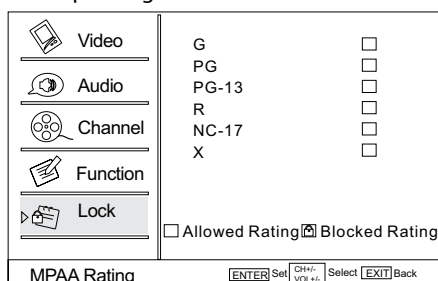 Video
Audio
Channel
Function
Lock
G
PG
PG-13
R
NC-17
X
Allowed Rating Blocked Rating
MPAA Rating ENTER Set CH+/- VOL+/- Select EXIT Back